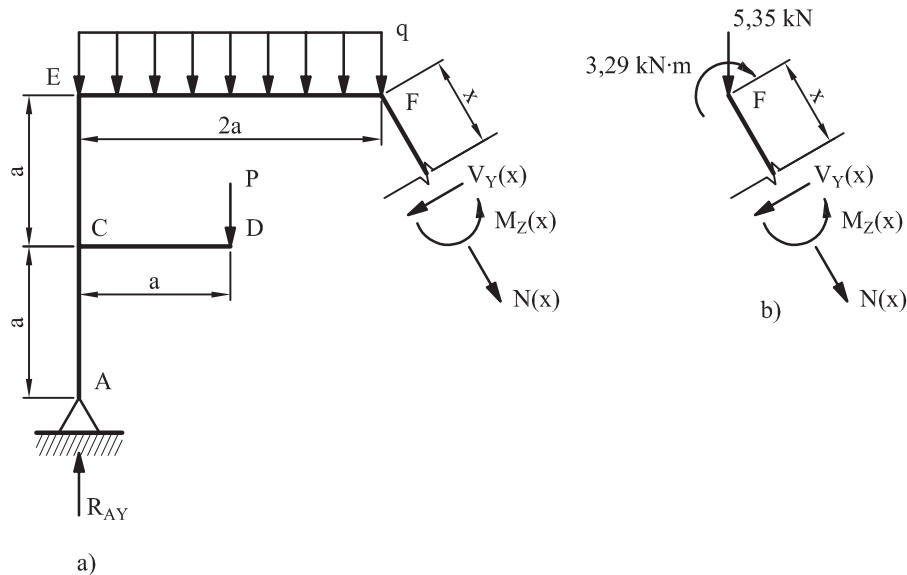 q
E
F
x
2a
a
P
C
D
V_Y(x)
M_Z(x)
a
N(x)
a
A
R_AY
a)
5,35 kN
3,29 kN·m
F
x
V_Y(x)
M_Z(x)
N(x)
b)